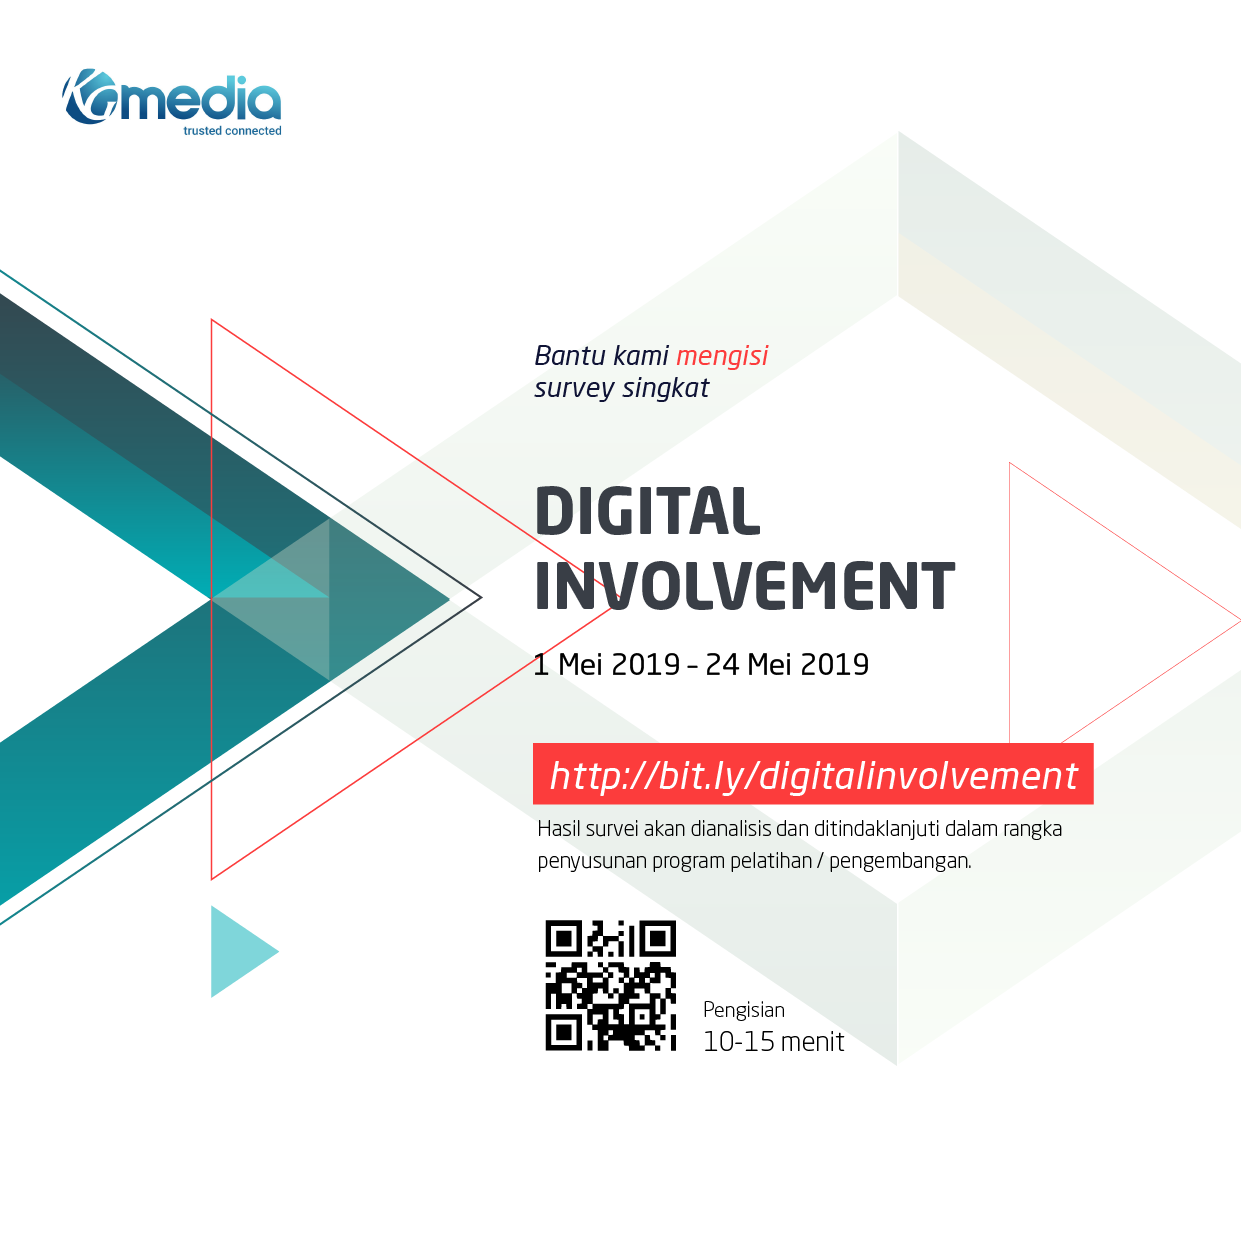 KGmedia
trusted connected
Bantu kami mengisi
survey singkat
DIGITAL
INVOLVEMENT
1 Mei 2019 – 24 Mei 2019
http://bit.ly/digitalinvolvement
Hasil survei akan dianalisis dan ditindaklanjuti dalam rangka
penyusunan program pelatihan / pengembangan.
Pengisian
10-15 menit